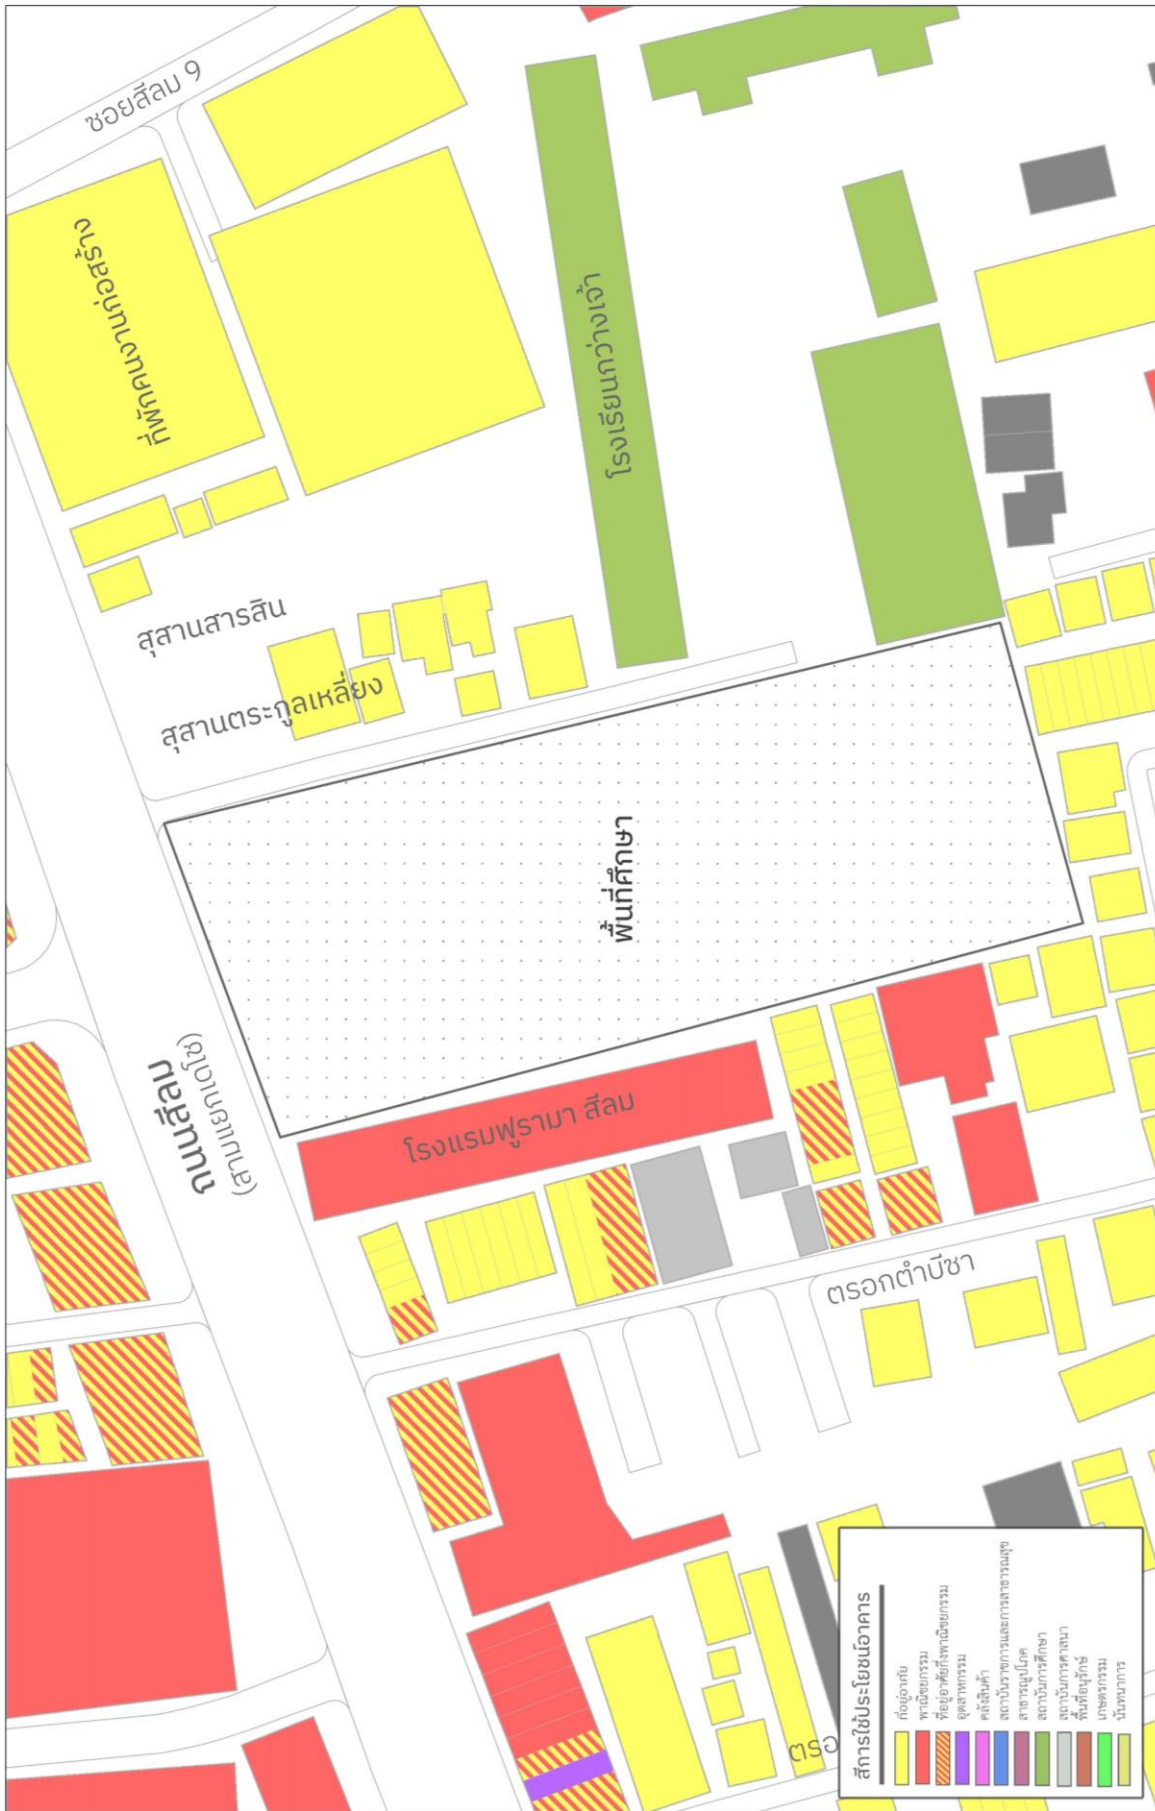 ซอยสีลม 9
ที่พักคนงานก่อสร้าง
โรงเรียนกว่างเจ้า
สุสานสารสิน
สุสานตระกูลเหลี่ยง
พื้นที่ศึกษา
ถนนสีลม
(สาบแขนงใช้)
โรงแรมฟูรามา สีลม
ตรอกตำบีซา
ตรอ
สีการใช้ประโยชน์อาคาร
ที่อยู่อาศัย
พาณิชยกรรม
ที่อยู่อาศัยกึ่งพาณิชยกรรม
อุตสาหกรรม
คลังสินค้า
สถาบันราชการและการสาธารณสุข
สาธารณูปโภค
สถาบันการศึกษา
สถาบันการศาสนา
พื้นที่อนุรักษ์
เกษตรกรรม
นันทนาการ